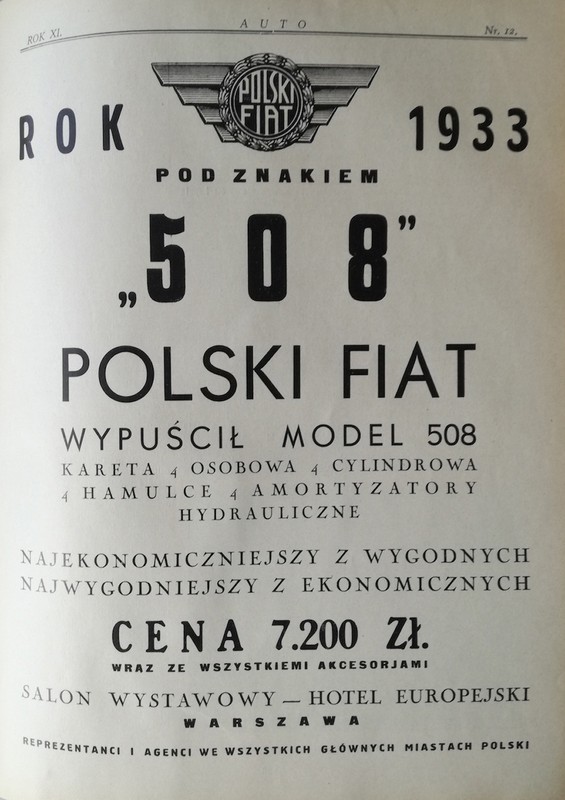 ROK XI.
AUTO
Nr. 12.
POLSKI
FIAT
ROK 1933
POD ZNAKIEM
„508”
POLSKI FIAT
WYPUŚCIŁ MODEL 508
KARETA 4 OSOBOWA 4 CYLINDROWA
4 HAMULCE 4 AMORTYZATORY
HYDRAULICZNE
NAJEKONOMICZNIEJSZY Z WYGODNYCH
NAJWYGODNIEJSZY Z EKONOMICZNYCH
CENA 7.200 Zł.
WRAZ ZE WSZYSTKIEMI AKCESORJAMI
SALON WYSTAWOWY — HOTEL EUROPEJSKI
WARSZAWA
REPREZENTANCI I AGENCI WE WSZYSTKICH GŁÓWNYCH MIASTACH POLSKI